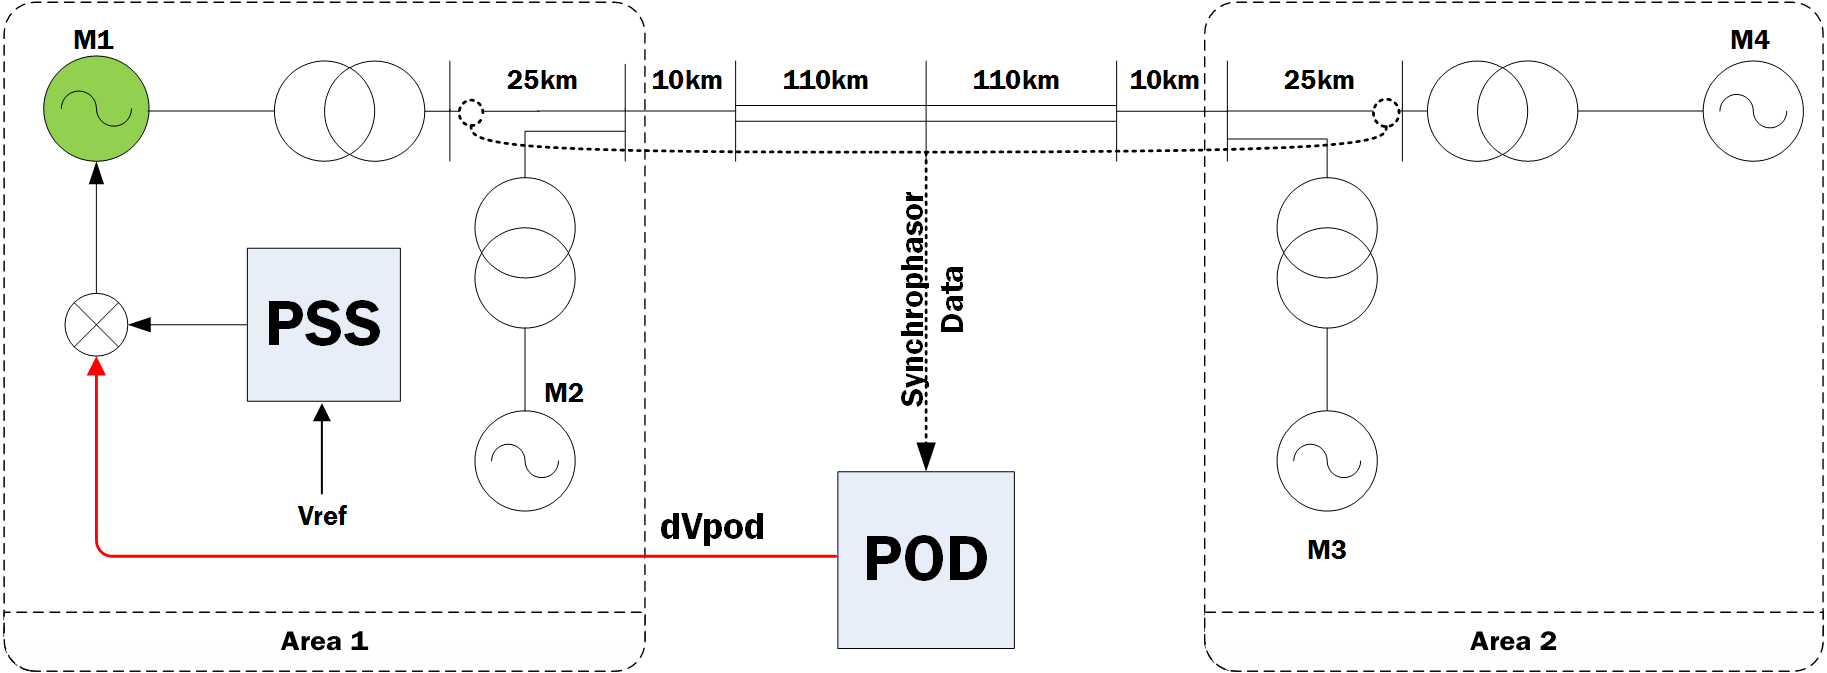 M1
M4
25km
10km
110km
110km
10km
25km
Synchrophasor
Data
PSS
M2
Vref
dVpod
POD
M3
Area 1
Area 2